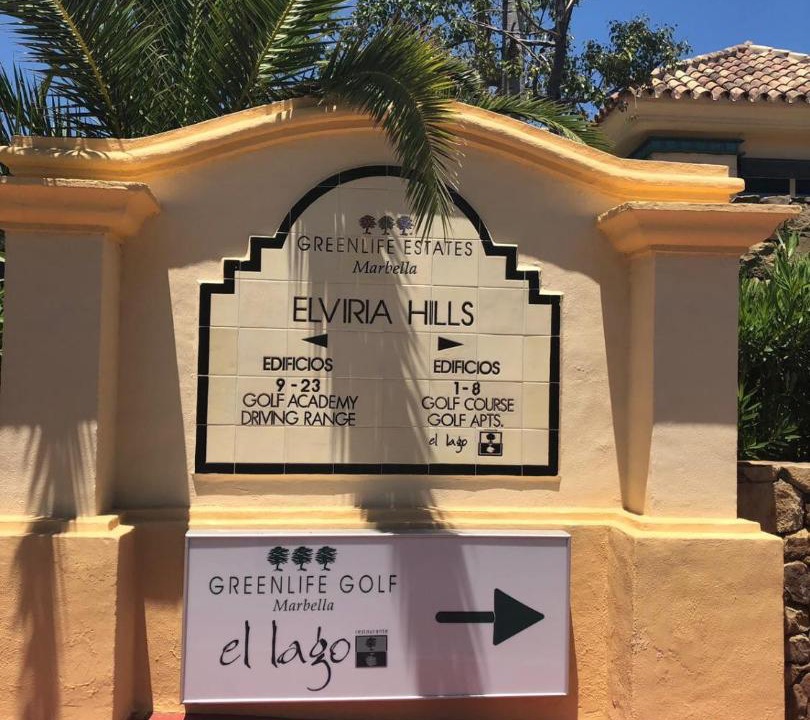 GREENLIFE ESTATES
Marbella
ELVIRIA HILLS
EDIFICIOS
9 - 23
GOLF ACADEMY
DRIVING RANGE
EDIFICIOS
1 - 8
GOLF COURSE
GOLF APTS.
el lago
GREENLIFE GOLF
Marbella
restaurante
el lago